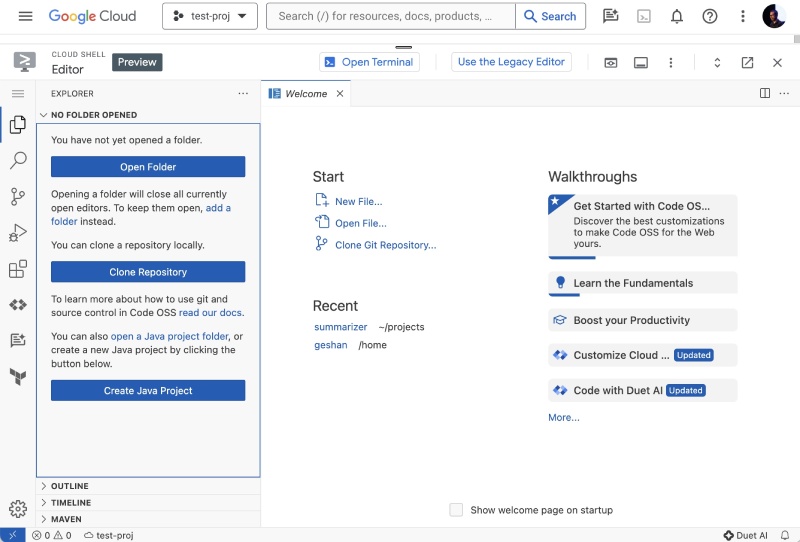 Google Cloud
test-proj
Search (/) for resources, docs, products, ...
Search
CLOUD SHELL
Editor
Preview
Open Terminal
Use the Legacy Editor
EXPLORER
Welcome
NO FOLDER OPENED
You have not yet opened a folder.
Open Folder
Opening a folder will close all currently
open editors. To keep them open, add a
folder instead.
You can clone a repository locally.
Clone Repository
To learn more about how to use git and
source control in Code OSS read our docs.
You can also open a Java project folder, or
create a new Java project by clicking the
button below.
Create Java Project
OUTLINE
TIMELINE
MAVEN
Start
New File...
Open File...
Clone Git Repository...
Recent
summarizer ~/projects
geshan /home
Walkthroughs
Get Started with Code OS...
Discover the best customizations
to make Code OSS for the Web
yours.
Learn the Fundamentals
Boost your Productivity
Customize Cloud ... Updated
Code with Duet AI Updated
More...
Show welcome page on startup
0 0 test-proj
Duet AI